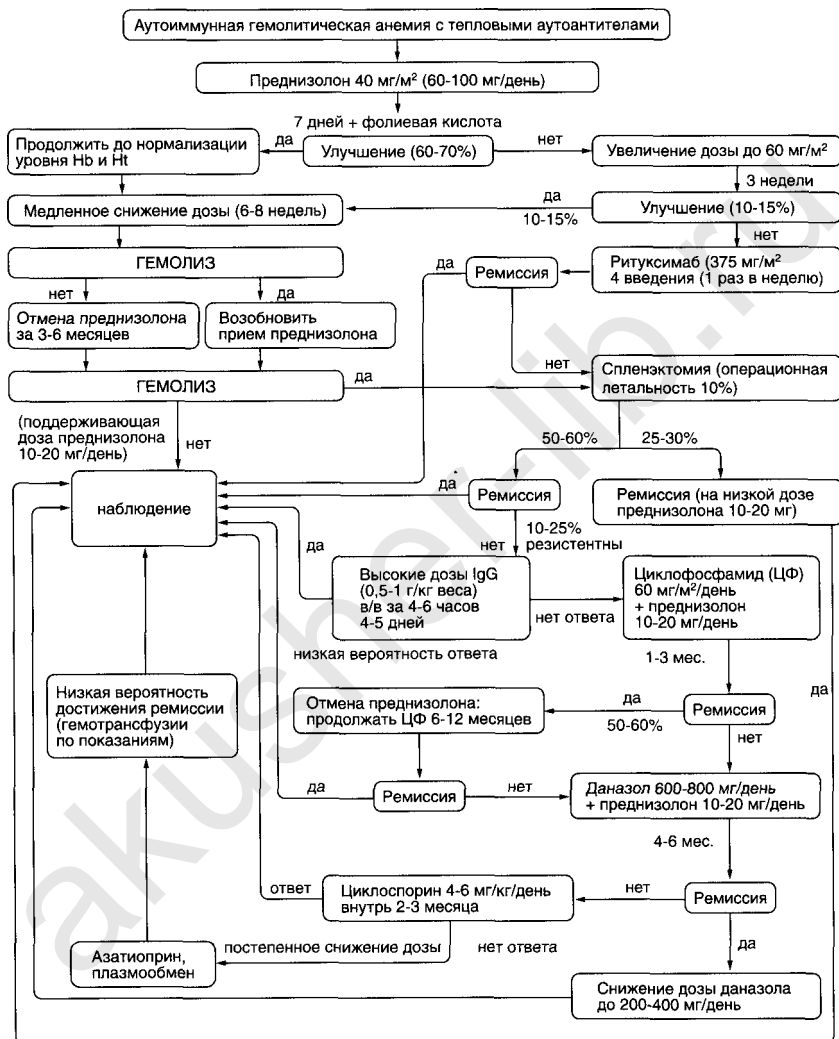 Аутоиммунная гемолитическая анемия с тепловыми аутоантителами
Преднизолон 40 мг/м² (60-100 мг/день)
7 дней + фолиевая кислота
Продолжить до нормализации
уровня Hb и Ht
да
Улучшение (60-70%)
нет
Увеличение дозы до 60 мг/м²
3 недели
Медленное снижение дозы (6-8 недель)
да
10-15%
Улучшение (10-15%)
нет
ГЕМОЛИЗ
да
Ремиссия
Ритуксимаб (375 мг/м²
4 введения (1 раз в неделю)
нет
да
Отмена преднизолона
за 3-6 месяцев
Возобновить
прием преднизолона
нет
ГЕМОЛИЗ
да
Спленэктомия (операционная
летальность 10%)
(поддерживающая
доза преднизолона
10-20 мг/день)
нет
50-60%
25-30%
наблюдение
да
Ремиссия
Ремиссия (на низкой дозе
преднизолона 10-20 мг)
10-25%
нет
резистентны
да
Высокие дозы IgG
(0,5-1 г/кг веса)
в/в за 4-6 часов
4-5 дней
нет ответа
Циклофосфамид (ЦФ)
60 мг/м²/день
+ преднизолон
10-20 мг/день
низкая вероятность ответа
1-3 мес.
Низкая вероятность
достижения ремиссии
(гемотрансфузии
по показаниям)
Отмена преднизолона:
продолжать ЦФ 6-12 месяцев
да
50-60%
Ремиссия
да
нет
да
Ремиссия
нет
Даназол 600-800 мг/день
+ преднизолон 10-20 мг/день
4-6 мес.
ответ
Циклоспорин 4-6 мг/кг/день
внутрь 2-3 месяца
нет
Ремиссия
Азатиоприн,
плазмообмен
постепенное снижение дозы
нет ответа
да
Снижение дозы даназола
до 200-400 мг/день
akusher-lib.ru